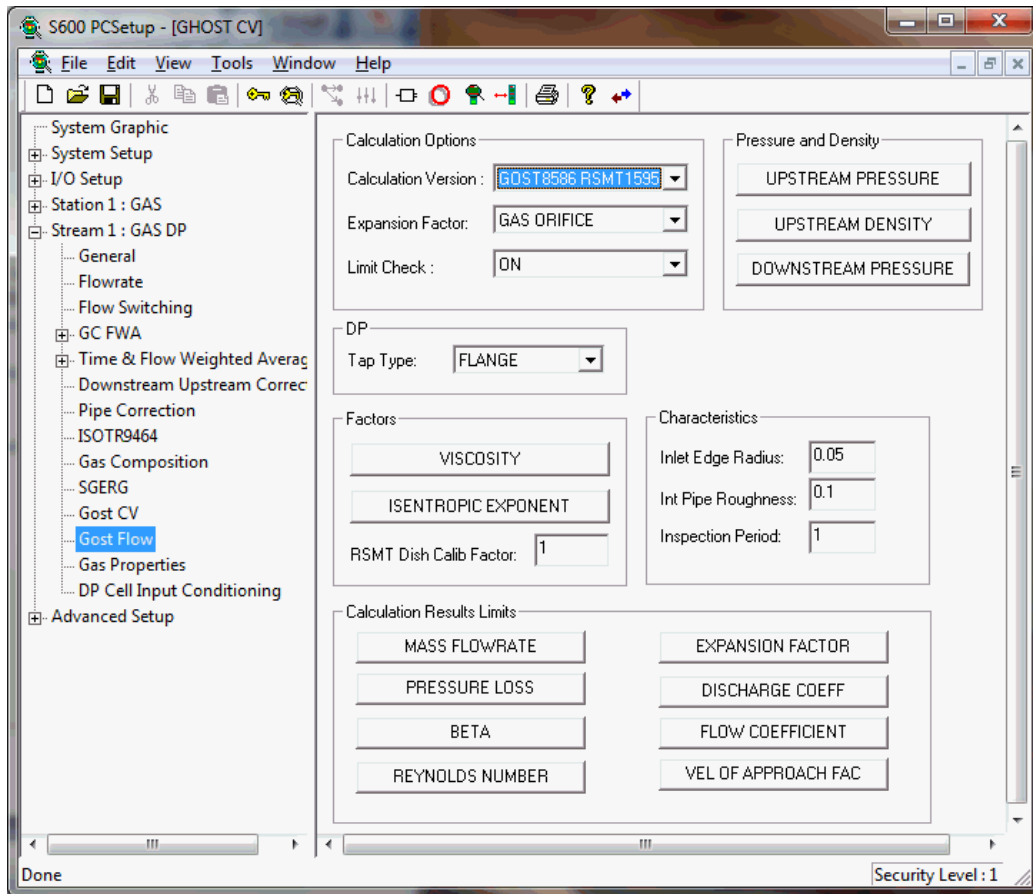 S600 PCSetup - [GHOST CV]
File Edit View Tools Window Help
System Graphic
System Setup
I/O Setup
Station 1 : GAS
Stream 1 : GAS DP
General
Flowrate
Flow Switching
GC FWA
Time & Flow Weighted Averag
Downstream Upstream Correct
Pipe Correction
ISOTR9464
Gas Composition
SGERG
Gost CV
Gost Flow
Gas Properties
DP Cell Input Conditioning
Advanced Setup
Calculation Options
Calculation Version : GOST8586 RSMT1595
Expansion Factor: GAS ORIFICE
Limit Check : ON
Pressure and Density
UPSTREAM PRESSURE
UPSTREAM DENSITY
DOWNSTREAM PRESSURE
DP
Tap Type: FLANGE
Factors
VISCOSITY
ISENTROPIC EXPONENT
RSMT Dish Calib Factor: 1
Characteristics
Inlet Edge Radius: 0.05
Int Pipe Roughness: 0.1
Inspection Period: 1
Calculation Results Limits
MASS FLOWRATE
PRESSURE LOSS
BETA
REYNOLDS NUMBER
EXPANSION FACTOR
DISCHARGE COEFF
FLOW COEFFICIENT
VEL OF APPROACH FAC
Done
Security Level : 1